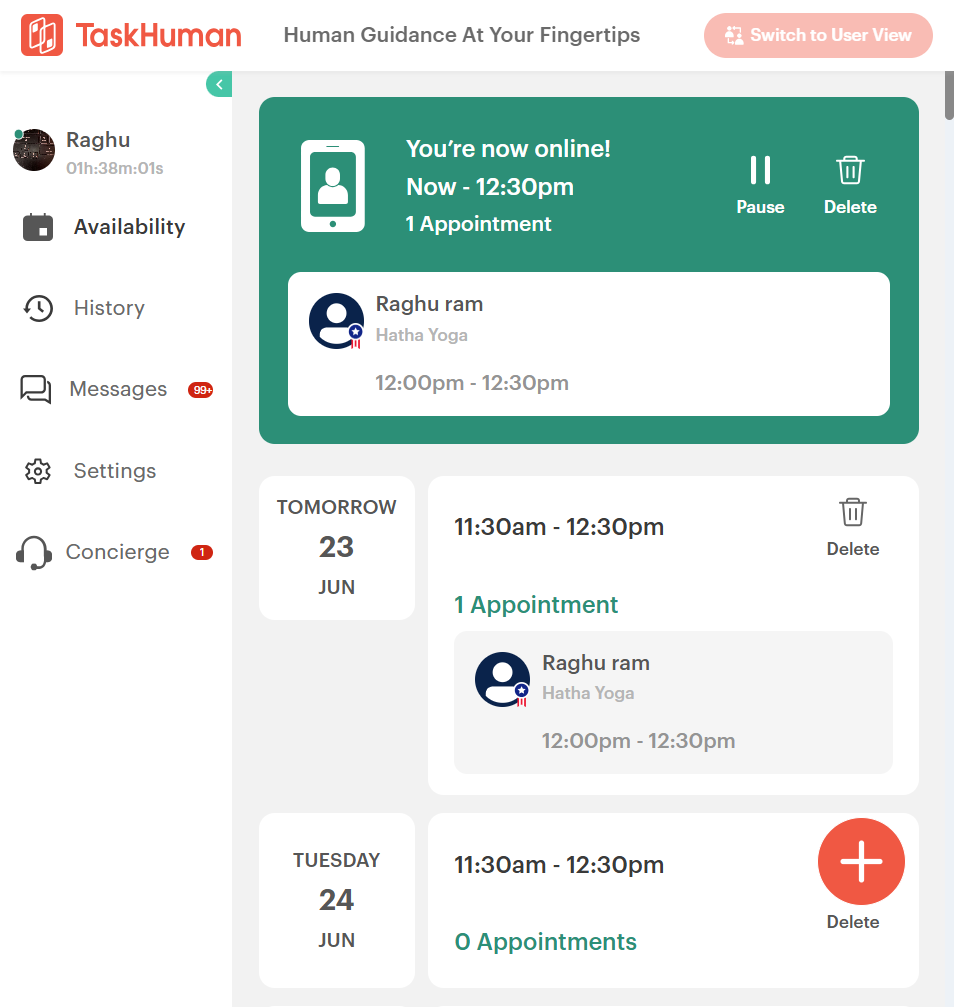 TaskHuman
Human Guidance At Your Fingertips
Switch to User View
Raghu
01h:38m:01s
Availability
History
Messages
99+
Settings
Concierge
1
You’re now online!
Now - 12:30pm
1 Appointment
Pause
Delete
Raghu ram
Hatha Yoga
12:00pm - 12:30pm
TOMORROW
23
JUN
11:30am - 12:30pm
Delete
1 Appointment
Raghu ram
Hatha Yoga
12:00pm - 12:30pm
TUESDAY
24
JUN
11:30am - 12:30pm
Delete
0 Appointments